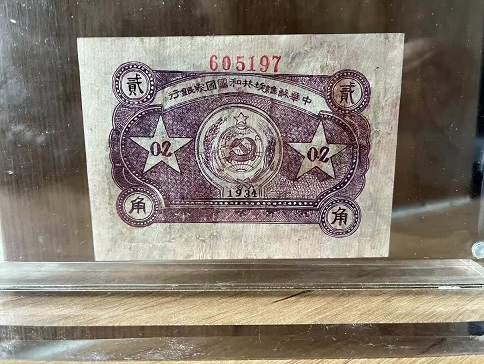 605197
中華蘇維埃共和國國家銀行
貳 貳
02 02
1934
角 角